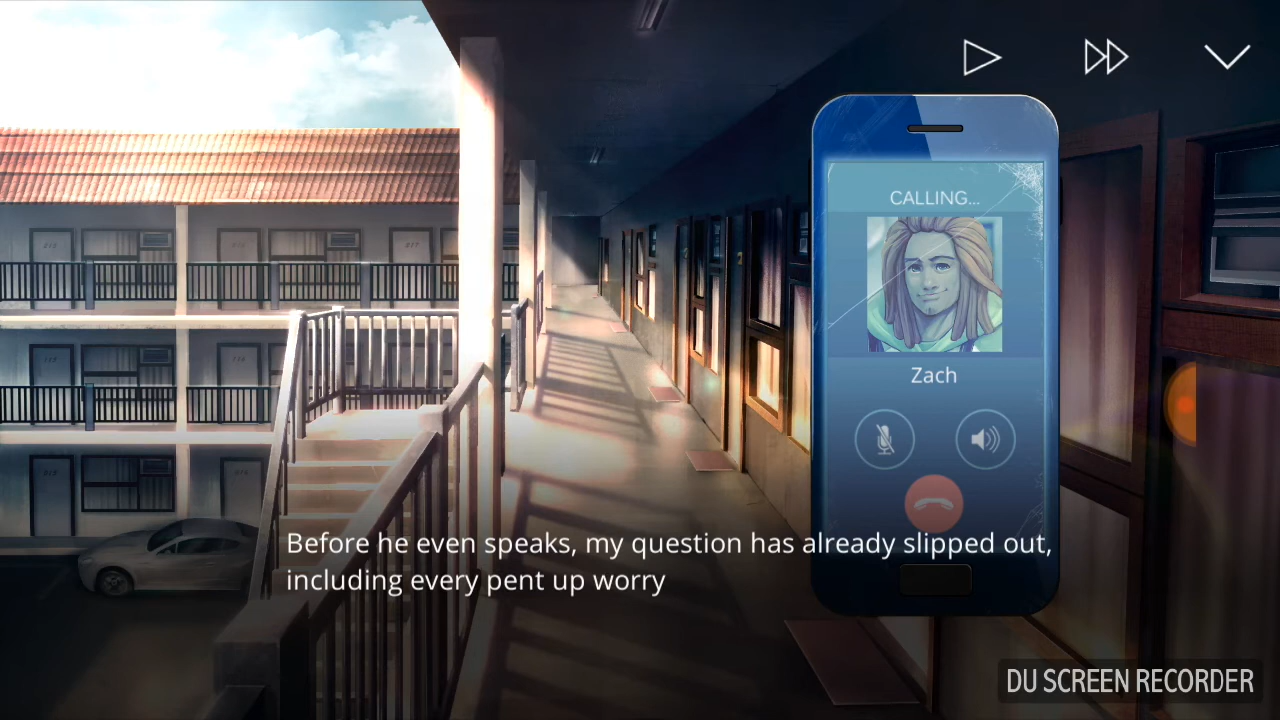 CALLING...
Zach
Before he even speaks, my question has already slipped out,
including every pent up worry
DU SCREEN RECORDER